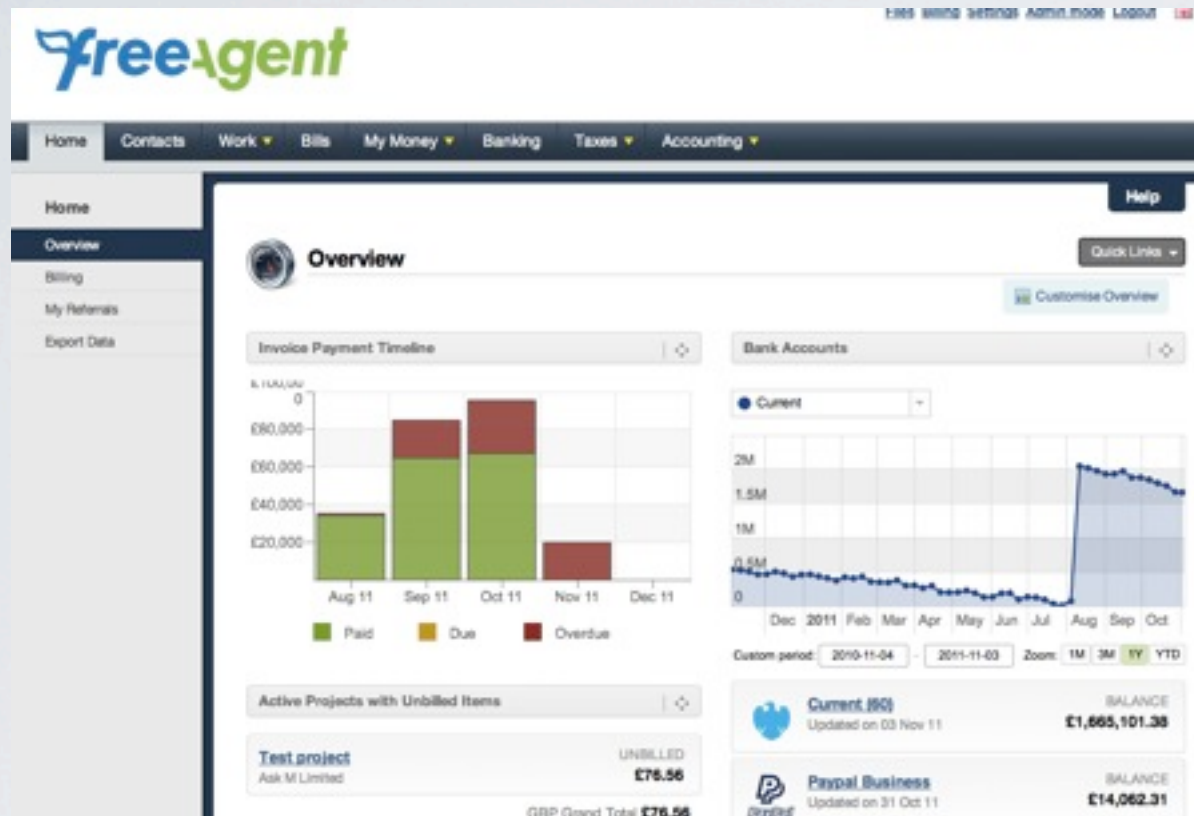 Files Billing Settings Admin mode Logout
freeagent
Home Contacts Work Bills My Money Banking Taxes Accounting
Help
Home
Overview
Billing
My Referrals
Export Data
Overview
Quick Links
Customise Overview
Invoice Payment Timeline
£100,00
0
£80,000
£60,000
£40,000
£20,000
Aug 11 Sep 11 Oct 11 Nov 11 Dec 11
Paid Due Overdue
Bank Accounts
Current
2M
1.5M
1M
0.5M
0
Dec 2011 Feb Mar Apr May Jun Jul Aug Sep Oct
Custom period: 2010-11-04 - 2011-11-03 Zoom: 1M 3M 1Y YTD
Active Projects with Unbilled Items
Test project UNBILLED
Ask M Limited £76.56
GBP Grand Total £76.56
Current (60) BALANCE
Updated on 03 Nov 11 £1,665,101.38
Paypal Business BALANCE
Updated on 31 Oct 11 £14,062.31